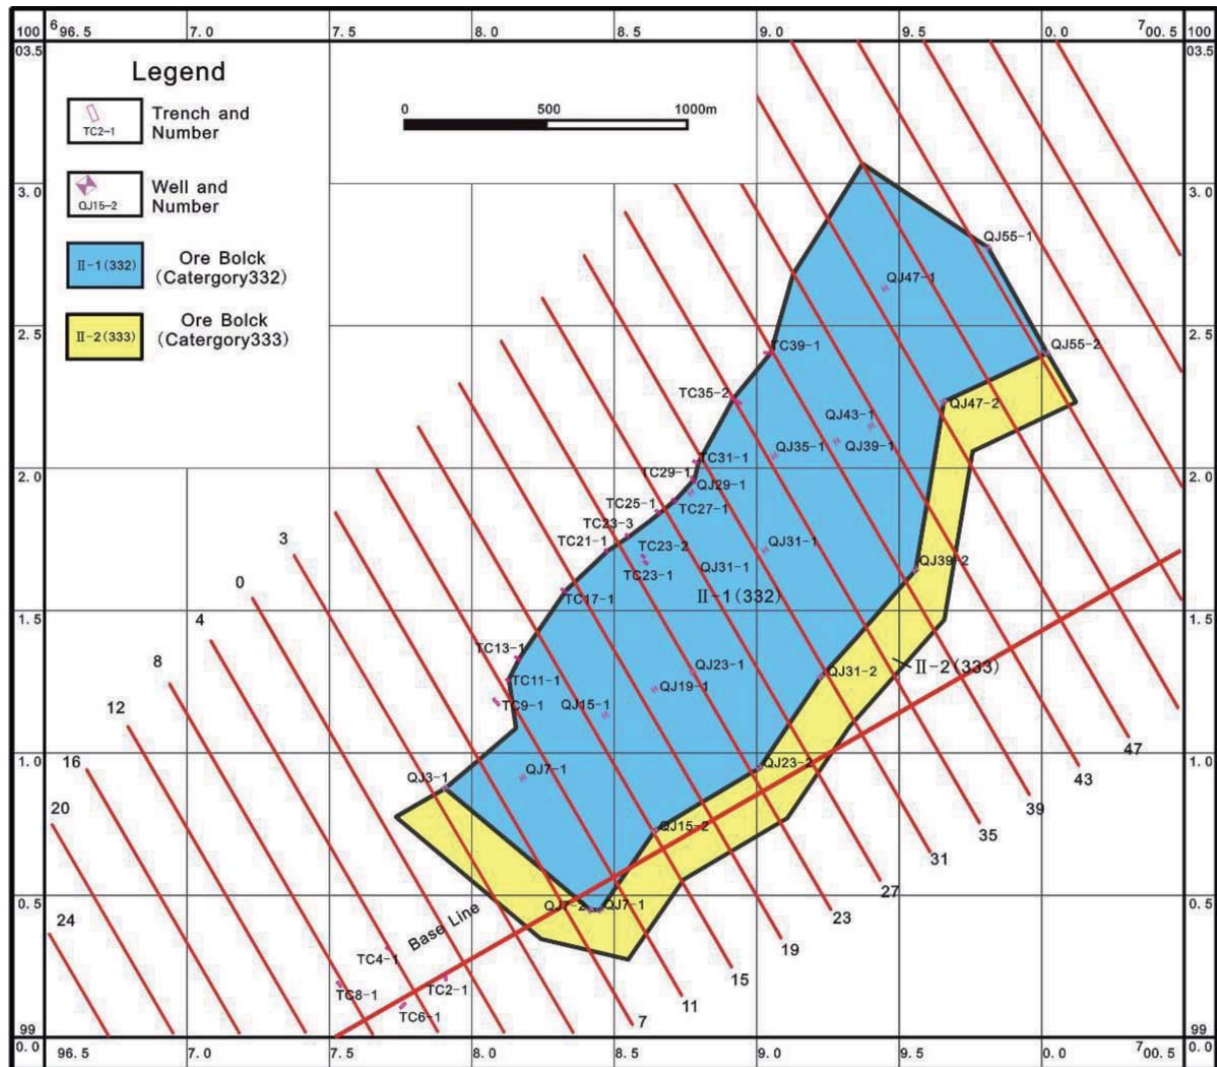 100 6 96.5 7.0 7.5 8.0 8.5 9.0 9.5 0.0 7 00.5 100
03.5 03.5
Legend
TC2-1
Trench and
Number
QJ15-2
Well and
Number
II-1(332)
Ore Bolck
(Catergory332)
II-2(333)
Ore Bolck
(Catergory333)
0 500 1000m
3.0 3.0
QJ55-1
QJ47-1
2.5 2.5
TC39-1
QJ55-2
TC35-2
QJ47-2
QJ43-1
QJ35-1
QJ39-1
TC31-1
2.0 2.0
TC29-1
QJ29-1
TC25-1
TC27-1
TC23-3
TC21-1
TC23-2
TC23-1
QJ31-1
QJ31-1
QJ39-2
II-1(332)
TC17-1
1.5 1.5
3
0
4
8
12
16
20
24
TC13-1
TC11-1
TC9-1
QJ23-1
QJ19-1
QJ15-1
QJ31-2
II-2(333)
1.0 1.0
QJ3-1
QJ7-1
QJ23-2
QJ15-2
47
43
39
35
31
27
23
19
15
11
7
0.5 0.5
QJ7-2
QJ7-1
Base Line
TC4-1
TC8-1
TC2-1
TC6-1
99 99
0.0 96.5 7.0 7.5 8.0 8.5 9.0 9.5 0.0 7 00.5 0.0